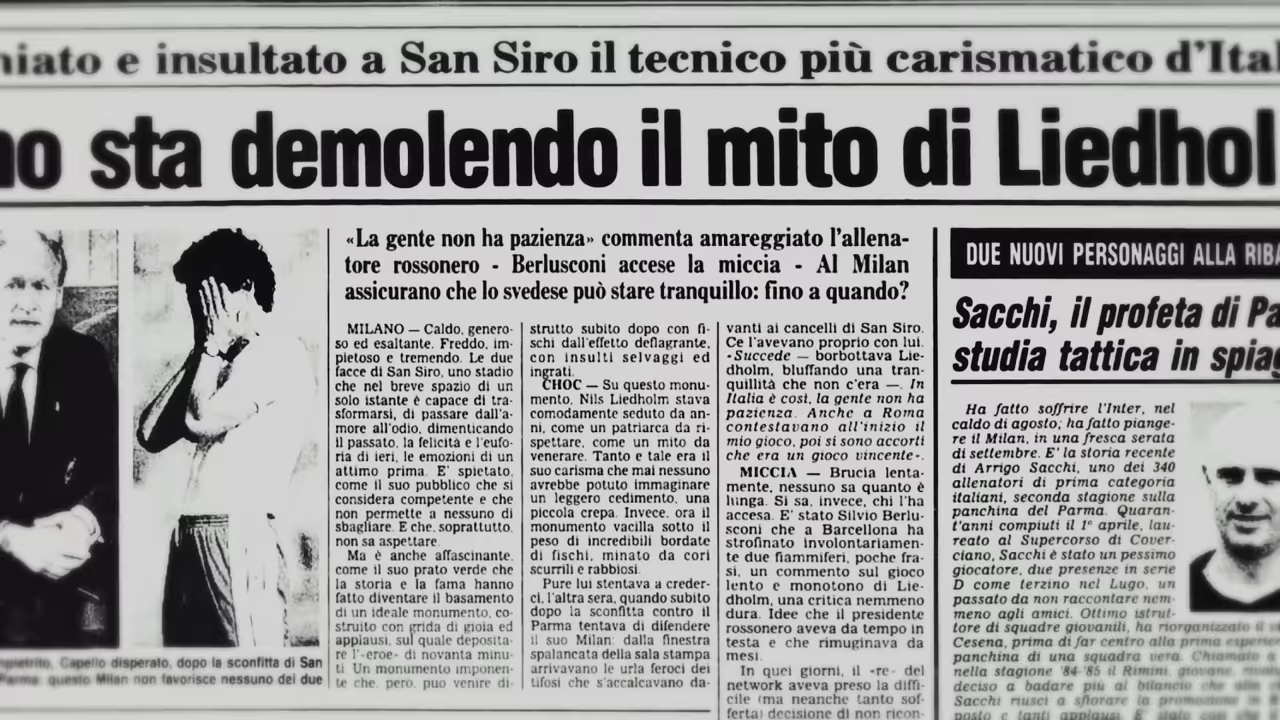 niato e insultato a San Siro il tecnico più carismatico d'Ital
no sta demolendo il mito di Liedhol
«La gente non ha pazienza» commenta amareggiato l'allena-
tore rossonero - Berlusconi accese la miccia - Al Milan
assicurano che lo svedese può stare tranquillo: fino a quando?
MILANO — Caldo, genero-
so ed esaltante. Freddo, im-
pietoso e tremendo. Le due
facce di San Siro, uno stadio
che nel breve spazio di un
solo istante è capace di tra-
sformarsi, di passare dall'a-
more all'odio, dimenticando
il passato, la felicità e l'eufo-
ria di ieri, le emozioni di un
attimo prima. E' spietato,
come il suo pubblico che si
considera competente e che
non permette a nessuno di
sbagliare. E che, soprattutto,
non sa aspettare.
Ma è anche affascinante,
come il suo prato verde che
la storia e la fama hanno
fatto diventare il basamento
di un ideale monumento, co-
struito con grida di gioia ed
applausi, sul quale deposita-
re l'«eroe» di novanta minu-
ti. Un monumento imponen-
te che, però, può venire di-
strutto subito dopo con fi-
schi dall'effetto deflagrante,
con insulti selvaggi ed
ingrati.
CHOC — Su questo monu-
mento, Nils Liedholm stava
comodamente seduto da an-
ni, come un patriarca da ri-
spettare, come un mito da
venerare. Tanto e tale era il
suo carisma che mai nessuno
avrebbe potuto immaginare
un leggero cedimento, una
piccola crepa. Invece, ora il
monumento vacilla sotto il
peso di incredibili bordate
di fischi, minato da cori
scurrili e rabbiosi.
Pure lui stentava a creder-
ci, l'altra sera, quando subito
dopo la sconfitta contro il
Parma tentava di difendere
il suo Milan: dalla finestra
spalancata della sala stampa
arrivavano le urla feroci dei
tifosi che s'accalcavano da-
vanti ai cancelli di San Siro.
Ce l'avevano proprio con lui.
«Succede — borbottava Lie-
dholm, bluffando una tran-
quillità che non c'era —. In
Italia è così, la gente non ha
pazienza. Anche a Roma
contestavano all'inizio il
mio gioco, poi si sono accorti
che era un gioco vincente».
MICCIA — Brucia lenta-
mente, nessuno sa quanto è
lunga. Si sa, invece, chi l'ha
accesa. E' stato Silvio Berlu-
sconi che a Barcellona ha
strofinato involontariamen-
te due fiammiferi, poche fra-
si, un commento sul gioco
lento e monotono di Lie-
dholm, una critica nemmeno
dura. Idee che il presidente
rossonero aveva da tempo in
testa e che rimuginava da
mesi.
In quei giorni, il «re» del
network aveva preso la diffi-
cile (ma neanche tanto sof-
ferta) decisione di non ricon-
DUE NUOVI PERSONAGGI ALLA RIBA
Sacchi, il profeta di Pa
studia tattica in spiag
Ha fatto soffrire l'Inter, nel
caldo di agosto; ha fatto piange-
re il Milan, in una fresca serata
di settembre. E' la storia recente
di Arrigo Sacchi, uno dei 340
allenatori di prima categoria
italiani, seconda stagione sulla
panchina del Parma. Quaran-
t'anni compiuti il 1° aprile, lau-
reato al Supercorso di Cover-
ciano, Sacchi è stato un pessimo
giocatore, due presenze in serie
D come terzino nel Lugo, un
passato da non raccontare nem-
meno agli amici. Ottimo istrut-
tore di squadre giovanili, ha riorganizzato il
Cesena, prima di far centro alla prima
panchina di una squadra vera. Chiamato
nella stagione '84-'85 il Rimini, giovane,
deciso a badare più al bilancio che
Sacchi riuscì a sfiorare la promozione in
posto e tanti applausi. E'
impietrito, Capello disperato, dopo la sconfitta di San
Parma: questo Milan non favorisce nessuno dei due